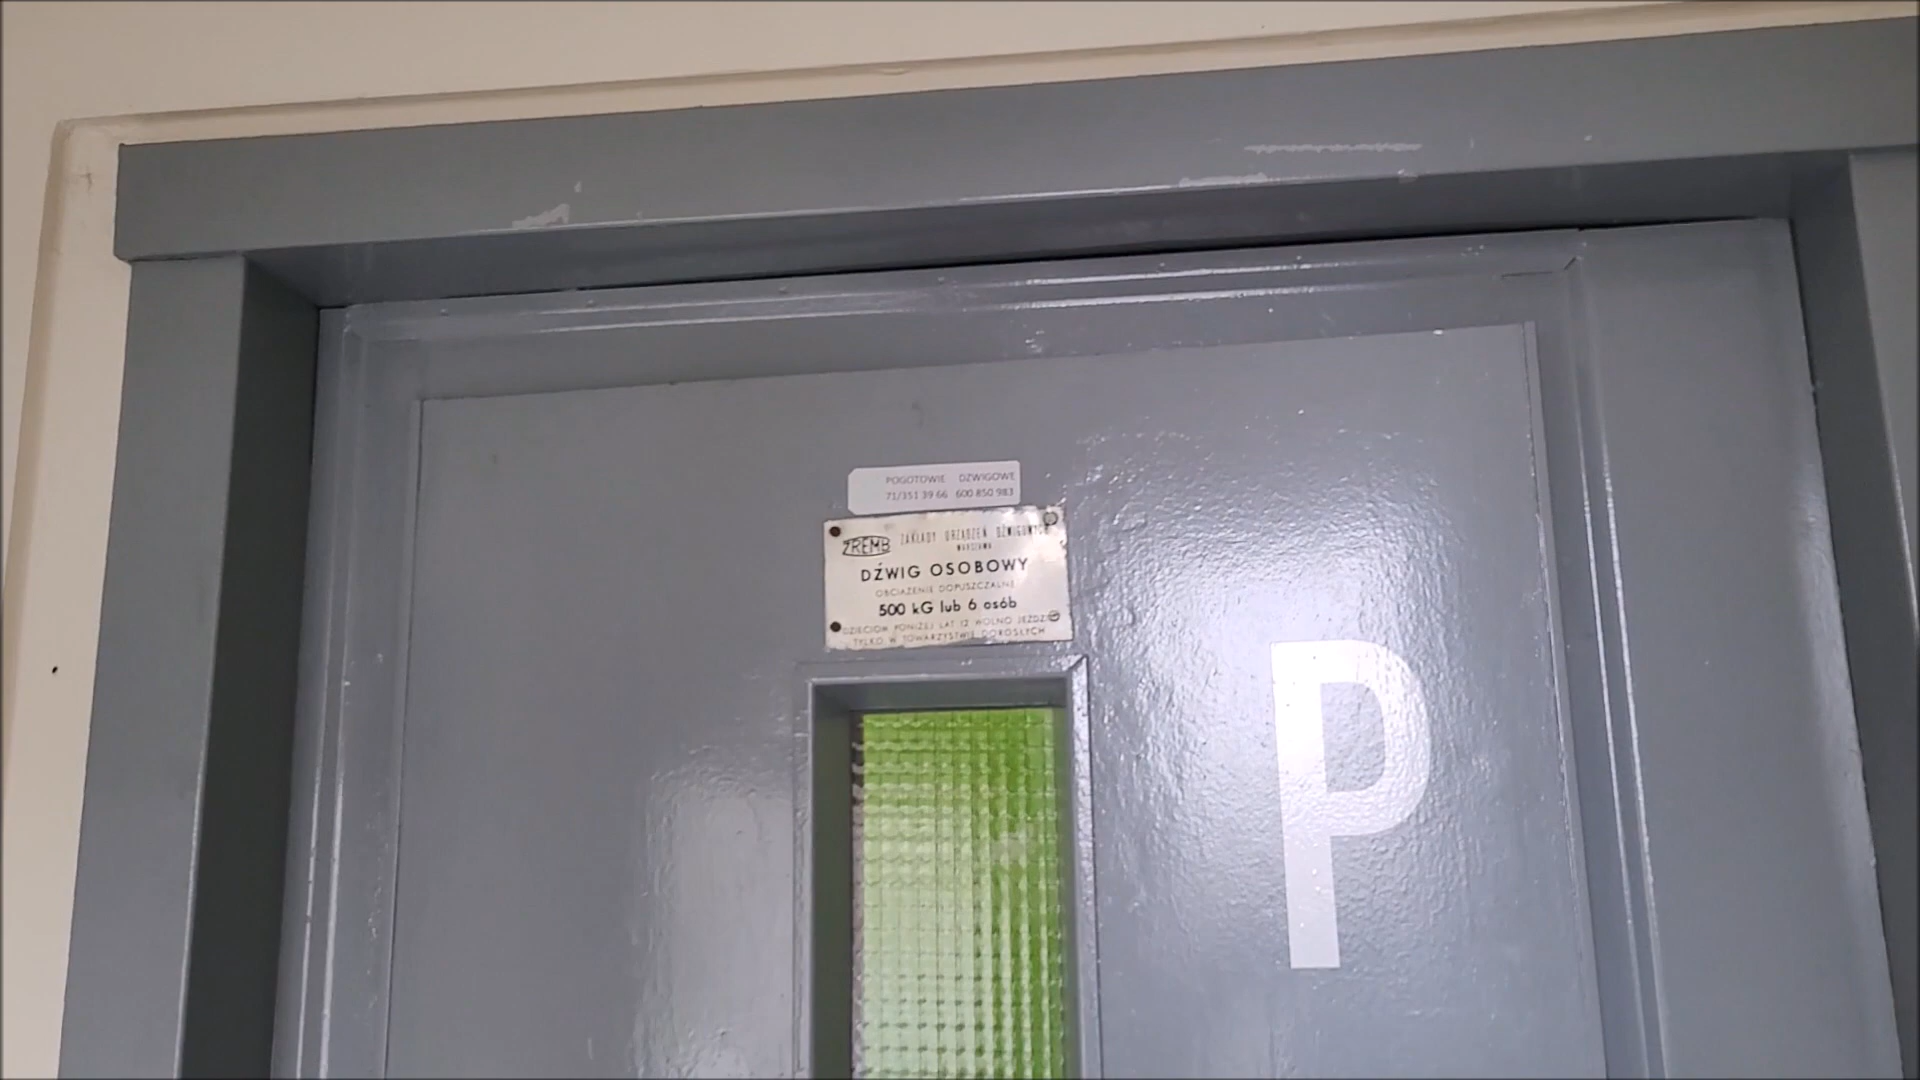 POGOTOWIE DZWIGOWE
71/351 39 66 600 850 983
ZREMB ZAKŁADY URZĄDZEŃ DŹWIGOWYCH
WARSZAWA
DŹWIG OSOBOWY
OBCIĄŻENIE DOPUSZCZALNE
500 kG lub 6 osób
DZIECIOM PONIŻEJ LAT 12 WOLNO JEŹDZIĆ
TYLKO W TOWARZYSTWIE DOROSŁYCH
P